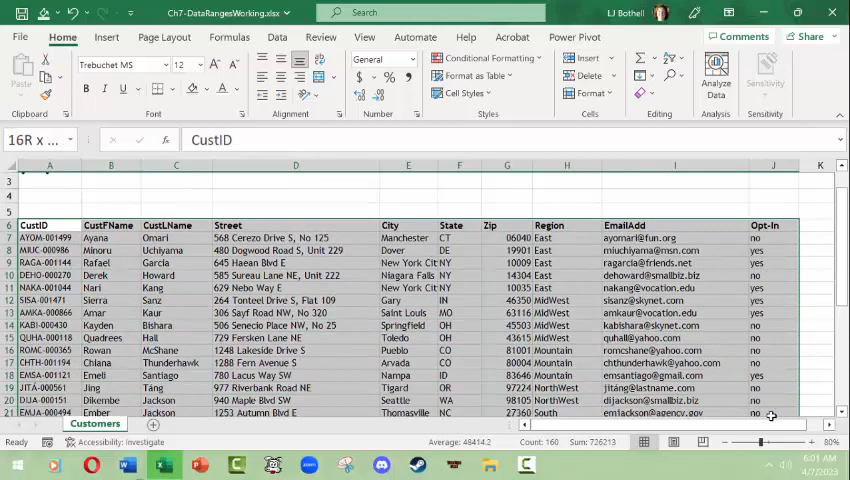 Ch7-DataRangesWorking.xlsx
Search
LJ Bothell
File Home Insert Page Layout Formulas Data Review View Automate Help Acrobat Power Pivot Comments Share
Paste
Trebuchet MS 12 A A
B I U A
General
$ % 9
Conditional Formatting
Format as Table
Cell Styles
Insert
Delete
Format
Analyze Data
Sensitivity
Clipboard Font Alignment Number Styles Cells Editing Analysis Sensitivity
16R x ... fx CustID
A B C D E F G H I J K
3
4
5
6 CustID CustFName CustLName Street City State Zip Region EmailAdd Opt-In
7 AYOM-001499 Ayana Omari 568 Cerezo Drive S, No 125 Manchester CT 06040 East ayomari@fun.org no
8 MIUC-000986 Minoru Uchiyama 480 Dogwood Road S, Unit 229 Dover DE 19901 East miuchiyama@msn.com yes
9 RAGA-001144 Rafael Garcia 645 Haean Blvd E New York City NY 10009 East ragarcia@friends.net yes
10 DEHO-000270 Derek Howard 585 Sureau Lane NE, Unit 322 Niagara Falls NY 14304 East dehoward@smallbiz.biz no
11 NAKA-001044 Nari Kang 629 Nebo Way E New York City NY 10001 East nakang@vocation.edu yes
12 SISA-001471 Sierra Sanz 264 Tonteel Drive S, Flat 109 Gary IN 46350 MidWest sisanz@skynet.com yes
13 AMKA-000866 Amar Kaur 306 Sayf Road NW, No 320 Saint Louis MO 63116 MidWest amkaur@vocation.edu yes
14 KABI-000430 Kayden Bishara 506 Senecio Place NW, No 25 Springfield OH 45503 MidWest kabishara@skynet.com no
15 QUHA-000118 Quadrees Hall 729 Fersken Lane NE Toledo OH 43615 MidWest quhall@yahoo.com no
16 ROMC-000365 Rowan McShane 1248 Lakeside Drive S Pueblo CO 81001 Mountain romcshane@yahoo.com no
17 CHTH-001194 Chiana Thunderhawk 1288 Fern Avenue S Arvada CO 80004 Mountain chthunderhawk@yahoo.com no
18 EMSA-001121 Emeli Santiago 780 Lacus Way SW Nampa ID 83646 Mountain emsantiago@gmail.com yes
19 JITÁ-000561 Jing Táng 977 Riverbank Road NE Tigard OR 97224 NorthWest jitáng@lastname.com no
20 DIJA-000151 Dikembe Jackson 940 Maple Blvd SW Seattle WA 98105 NorthWest dijackson@smallbiz.biz no
21 EMJA-000494 Ember Jackson 1253 Autumn Blvd E Thomasville NC 27360 South emjackson@agency.gov no
Customers
Ready Accessibility: Investigate Average: 48414.2 Count: 160 Sum: 726213 80%
6:01 AM
4/7/2023